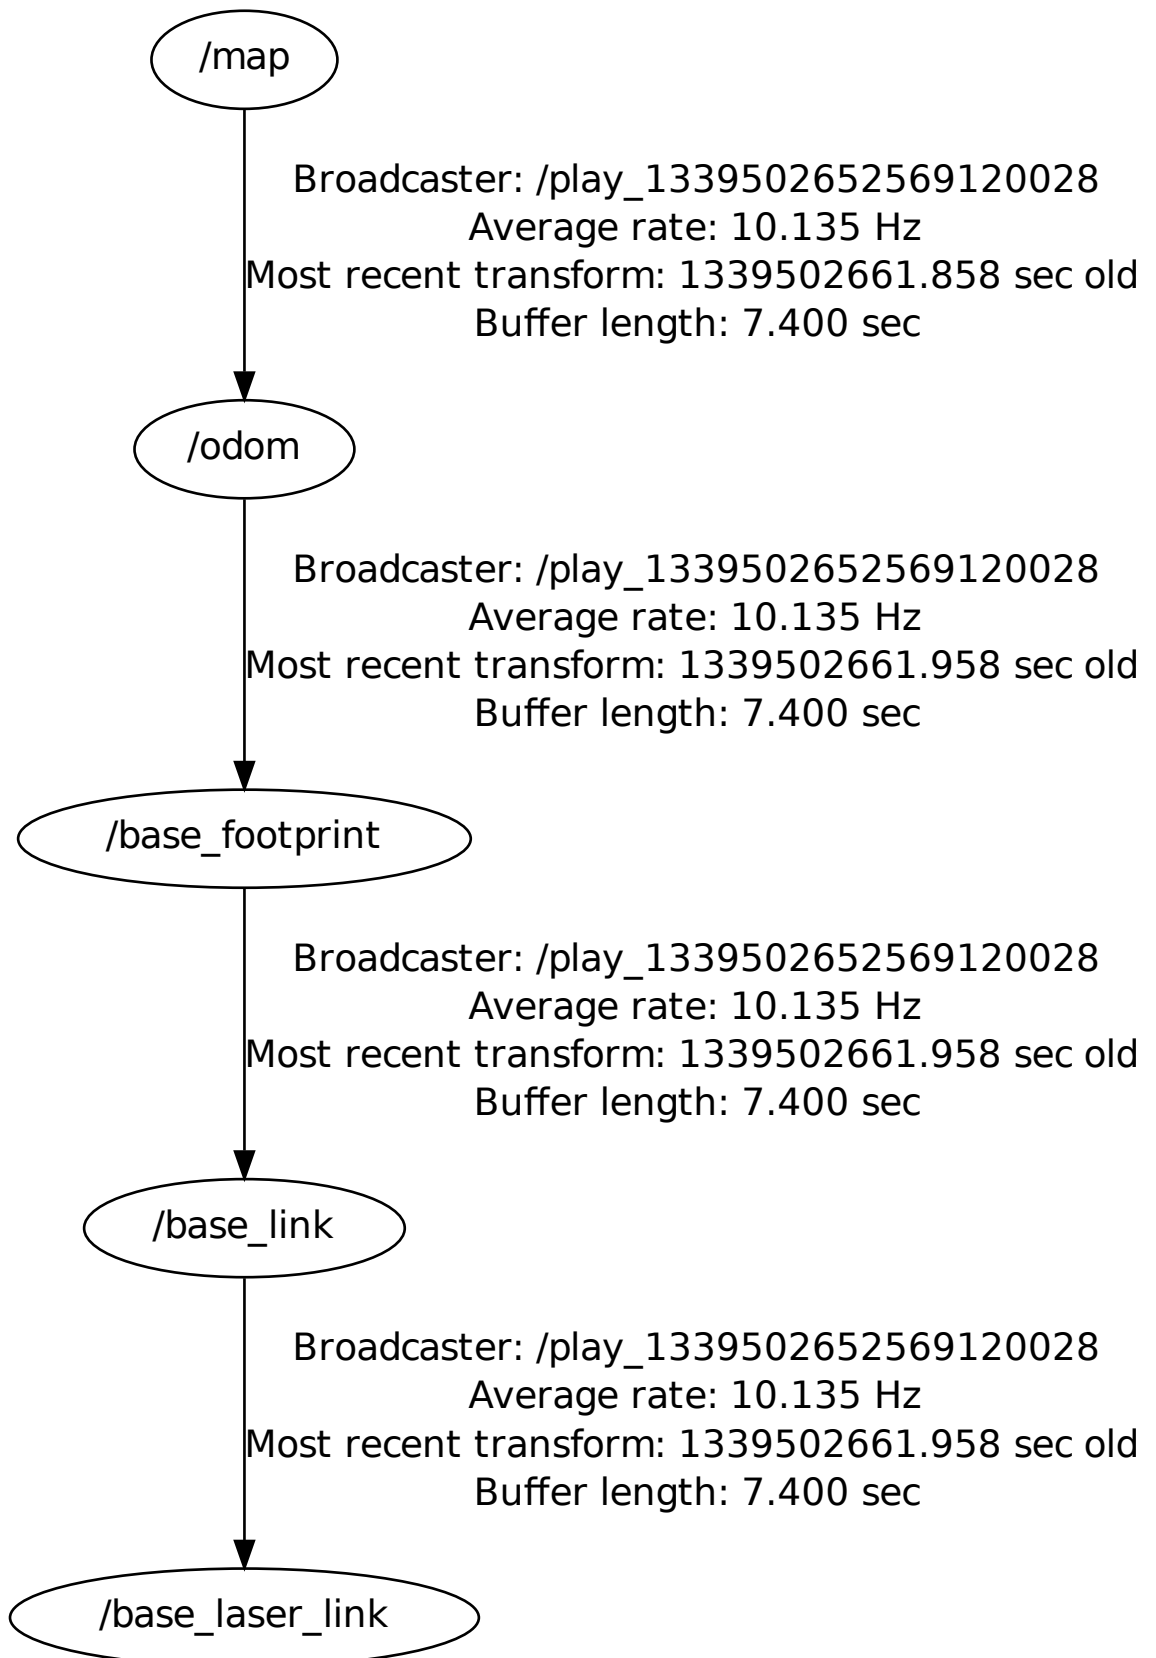 /map
Broadcaster: /play_1339502652569120028
Average rate: 10.135 Hz
Most recent transform: 1339502661.858 sec old
Buffer length: 7.400 sec
/odom
Broadcaster: /play_1339502652569120028
Average rate: 10.135 Hz
Most recent transform: 1339502661.958 sec old
Buffer length: 7.400 sec
/base_footprint
Broadcaster: /play_1339502652569120028
Average rate: 10.135 Hz
Most recent transform: 1339502661.958 sec old
Buffer length: 7.400 sec
/base_link
Broadcaster: /play_1339502652569120028
Average rate: 10.135 Hz
Most recent transform: 1339502661.958 sec old
Buffer length: 7.400 sec
/base_laser_link